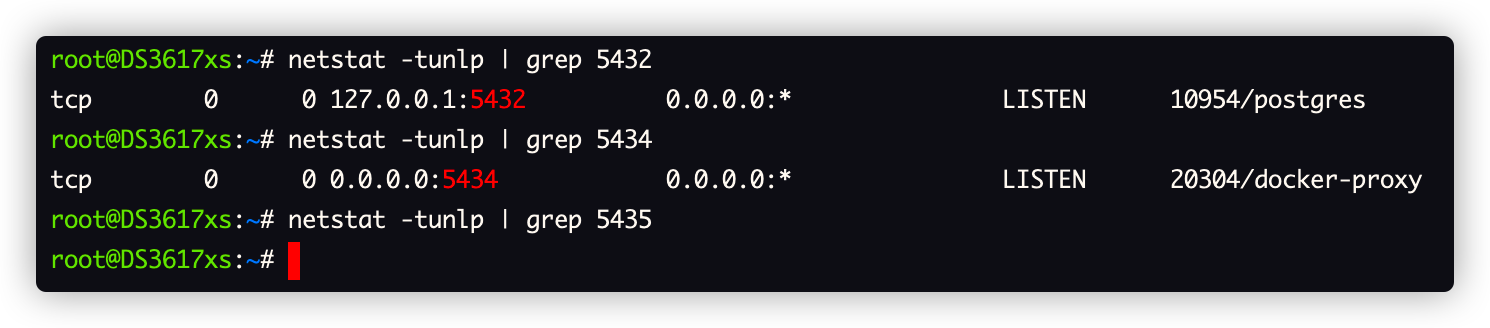 root@DS3617xs:~# netstat -tunlp | grep 5432
tcp        0      0 127.0.0.1:5432          0.0.0.0:*               LISTEN      10954/postgres
root@DS3617xs:~# netstat -tunlp | grep 5434
tcp        0      0 0.0.0.0:5434            0.0.0.0:*               LISTEN      20304/docker-proxy
root@DS3617xs:~# netstat -tunlp | grep 5435
root@DS3617xs:~#